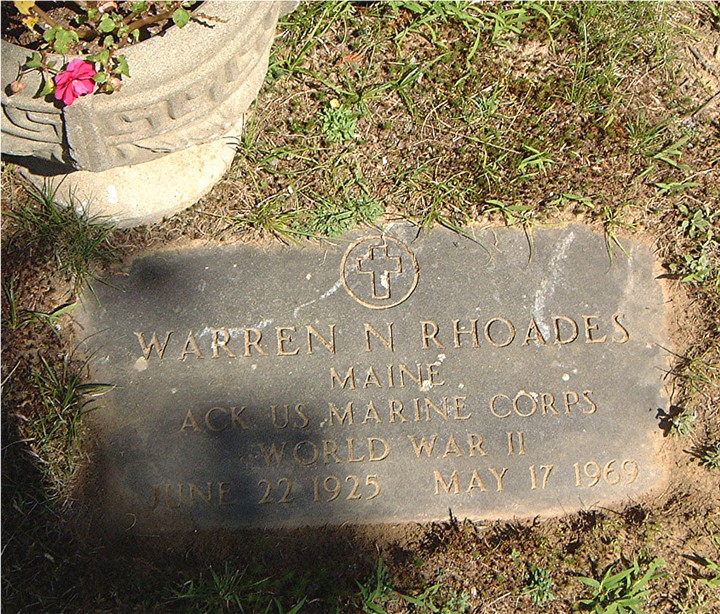 WARREN N RHOADES
MAINE
ACK US MARINE CORPS
WORLD WAR II
JUNE 22 1925 MAY 17 1969